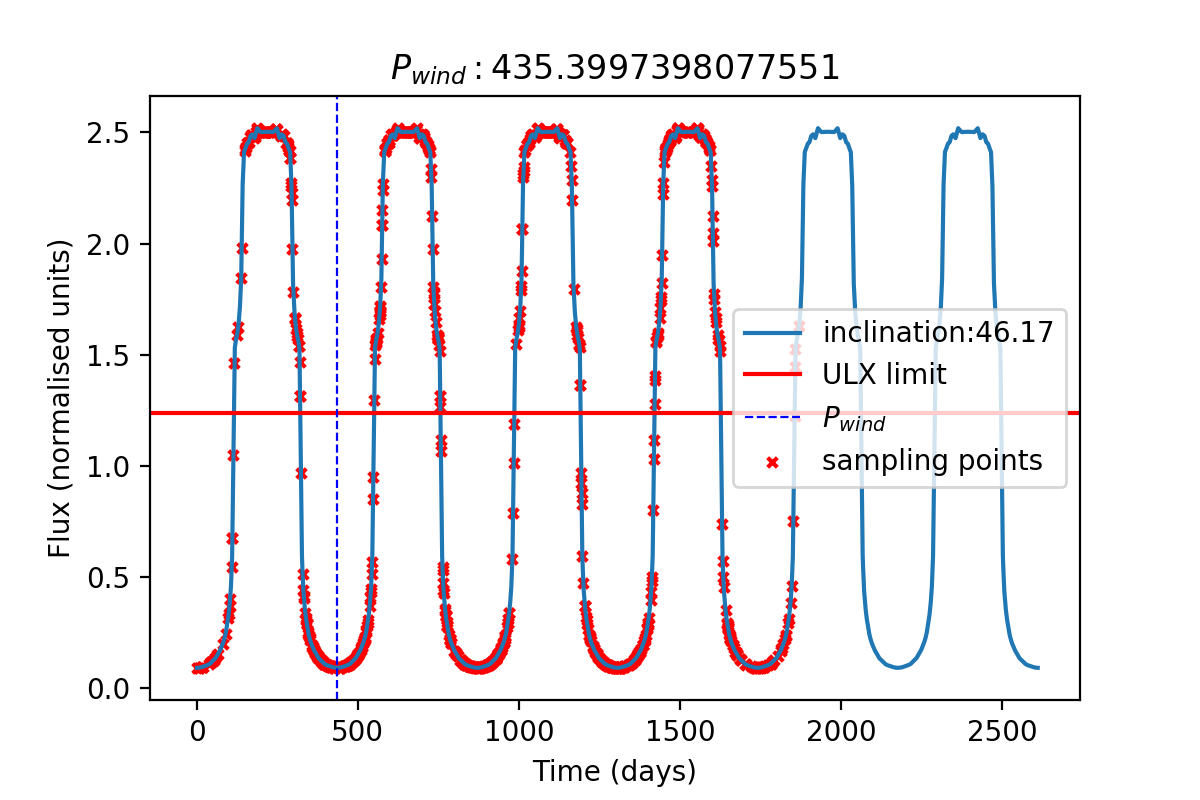 P_wind : 435.3997398077551
2.5
2.0
1.5
1.0
0.5
0.0
Flux (normalised units)
inclination:46.17
ULX limit
P_wind
sampling points
0 500 1000 1500 2000 2500
Time (days)